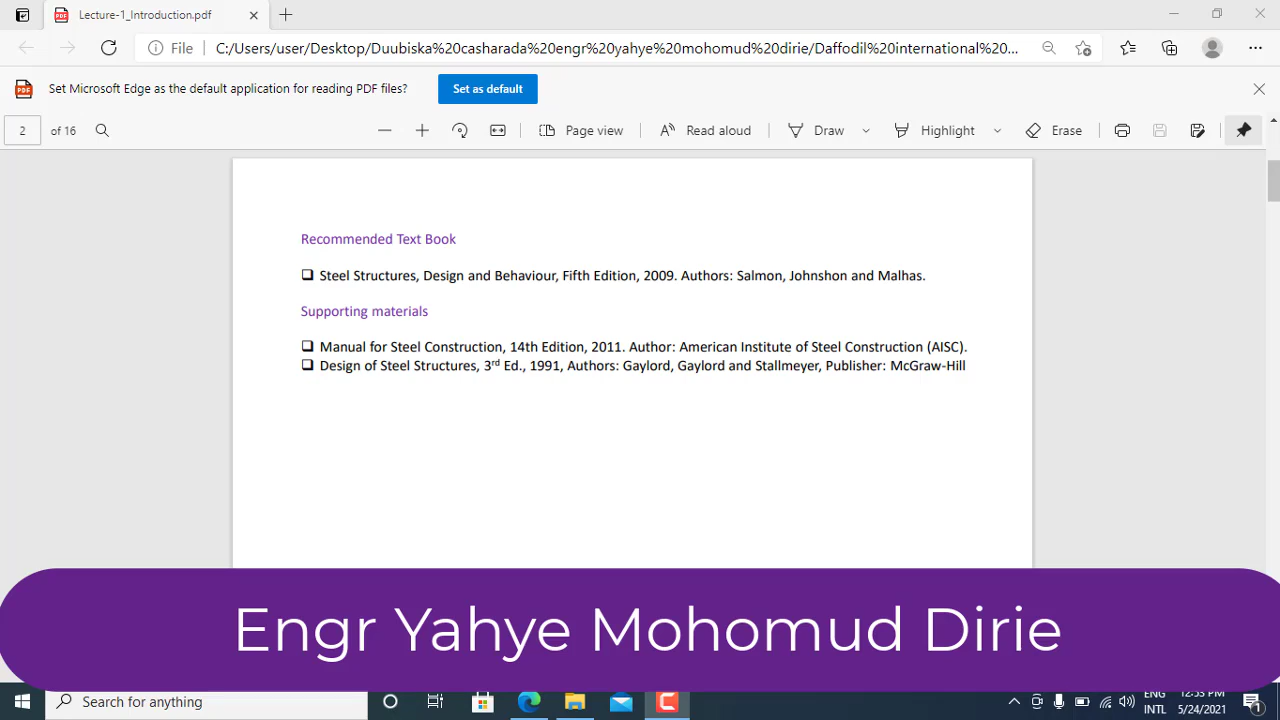 Lecture-1_Introduction.pdf
File C:/Users/user/Desktop/Duubiska%20casharada%20engr%20yahye%20mohomud%20dirie/Daffodil%20international%20...
Set Microsoft Edge as the default application for reading PDF files? Set as default
2 of 16 Page view Read aloud Draw Highlight Erase
Recommended Text Book
Steel Structures, Design and Behaviour, Fifth Edition, 2009. Authors: Salmon, Johnshon and Malhas.
Supporting materials
Manual for Steel Construction, 14th Edition, 2011. Author: American Institute of Steel Construction (AISC).
Design of Steel Structures, 3rd Ed., 1991, Authors: Gaylord, Gaylord and Stallmeyer, Publisher: McGraw-Hill
Engr Yahye Mohomud Dirie
Search for anything
ENG 12:33 PM
INTL 5/24/2021 1